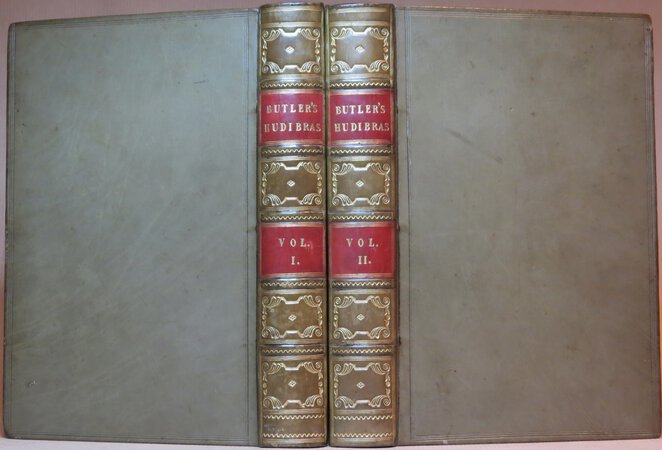 BUTLER'S
HUDIBRAS
VOL.
I.
BUTLER'S
HUDIBRAS
VOL.
II.